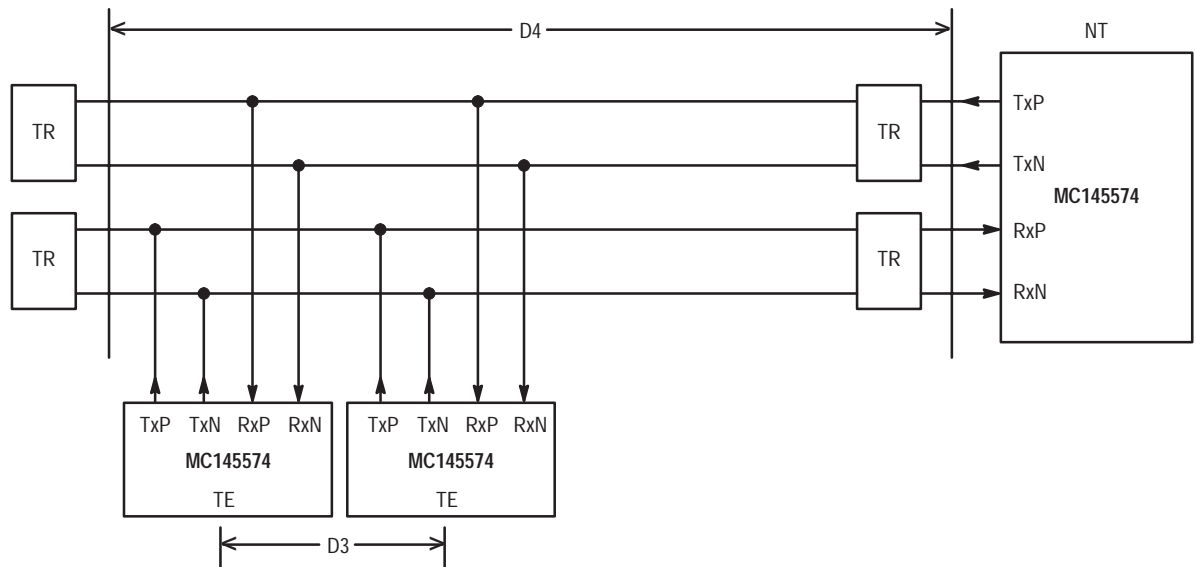 D4
NT
TR
TR
TxP
TxN
MC145574
TR
TR
RxP
RxN
TxP TxN RxP RxN
MC145574
TE
TxP TxN RxP RxN
MC145574
TE
D3